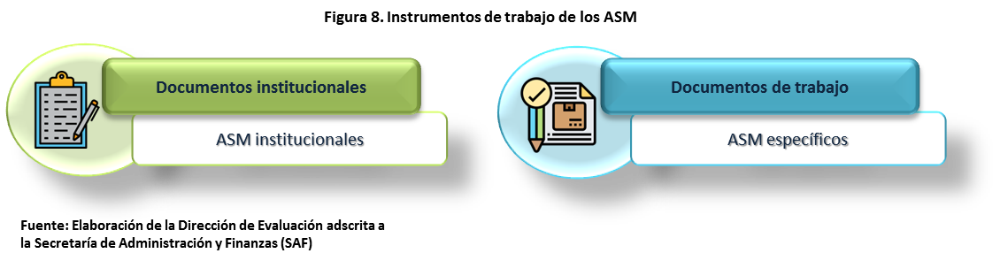 Figura 8. Instrumentos de trabajo de los ASM
Documentos institucionales
ASM institucionales
Documentos de trabajo
ASM específicos
Fuente: Elaboración de la Dirección de Evaluación adscrita a
la Secretaría de Administración y Finanzas (SAF)